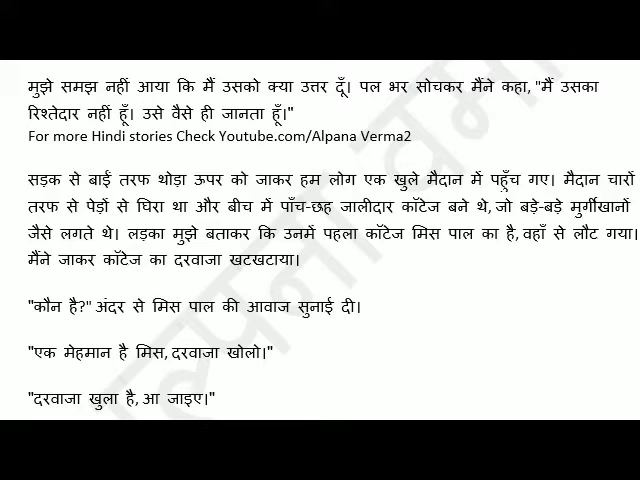 मुझे समझ नहीं आया कि मैं उसको क्या उत्तर दूँ। पल भर सोचकर मैंने कहा, "मैं उसका
रिश्तेदार नहीं हूँ। उसे वैसे ही जानता हूँ।"
For more Hindi stories Check Youtube.com/Alpana Verma2
सड़क से बाईं तरफ थोड़ा ऊपर को जाकर हम लोग एक खुले मैदान में पहुँच गए। मैदान चारों
तरफ से पेड़ों से घिरा था और बीच में पाँच-छह जालीदार कॉटेज बने थे, जो बड़े-बड़े मुर्गीखानों
जैसे लगते थे। लड़का मुझे बताकर कि उनमें पहला कॉटेज मिस पाल का है, वहाँ से लौट गया।
मैंने जाकर कॉटेज का दरवाजा खटखटाया।
"कौन है?" अंदर से मिस पाल की आवाज सुनाई दी।
"एक मेहमान है मिस, दरवाजा खोलो।"
"दरवाजा खुला है, आ जाइए।"